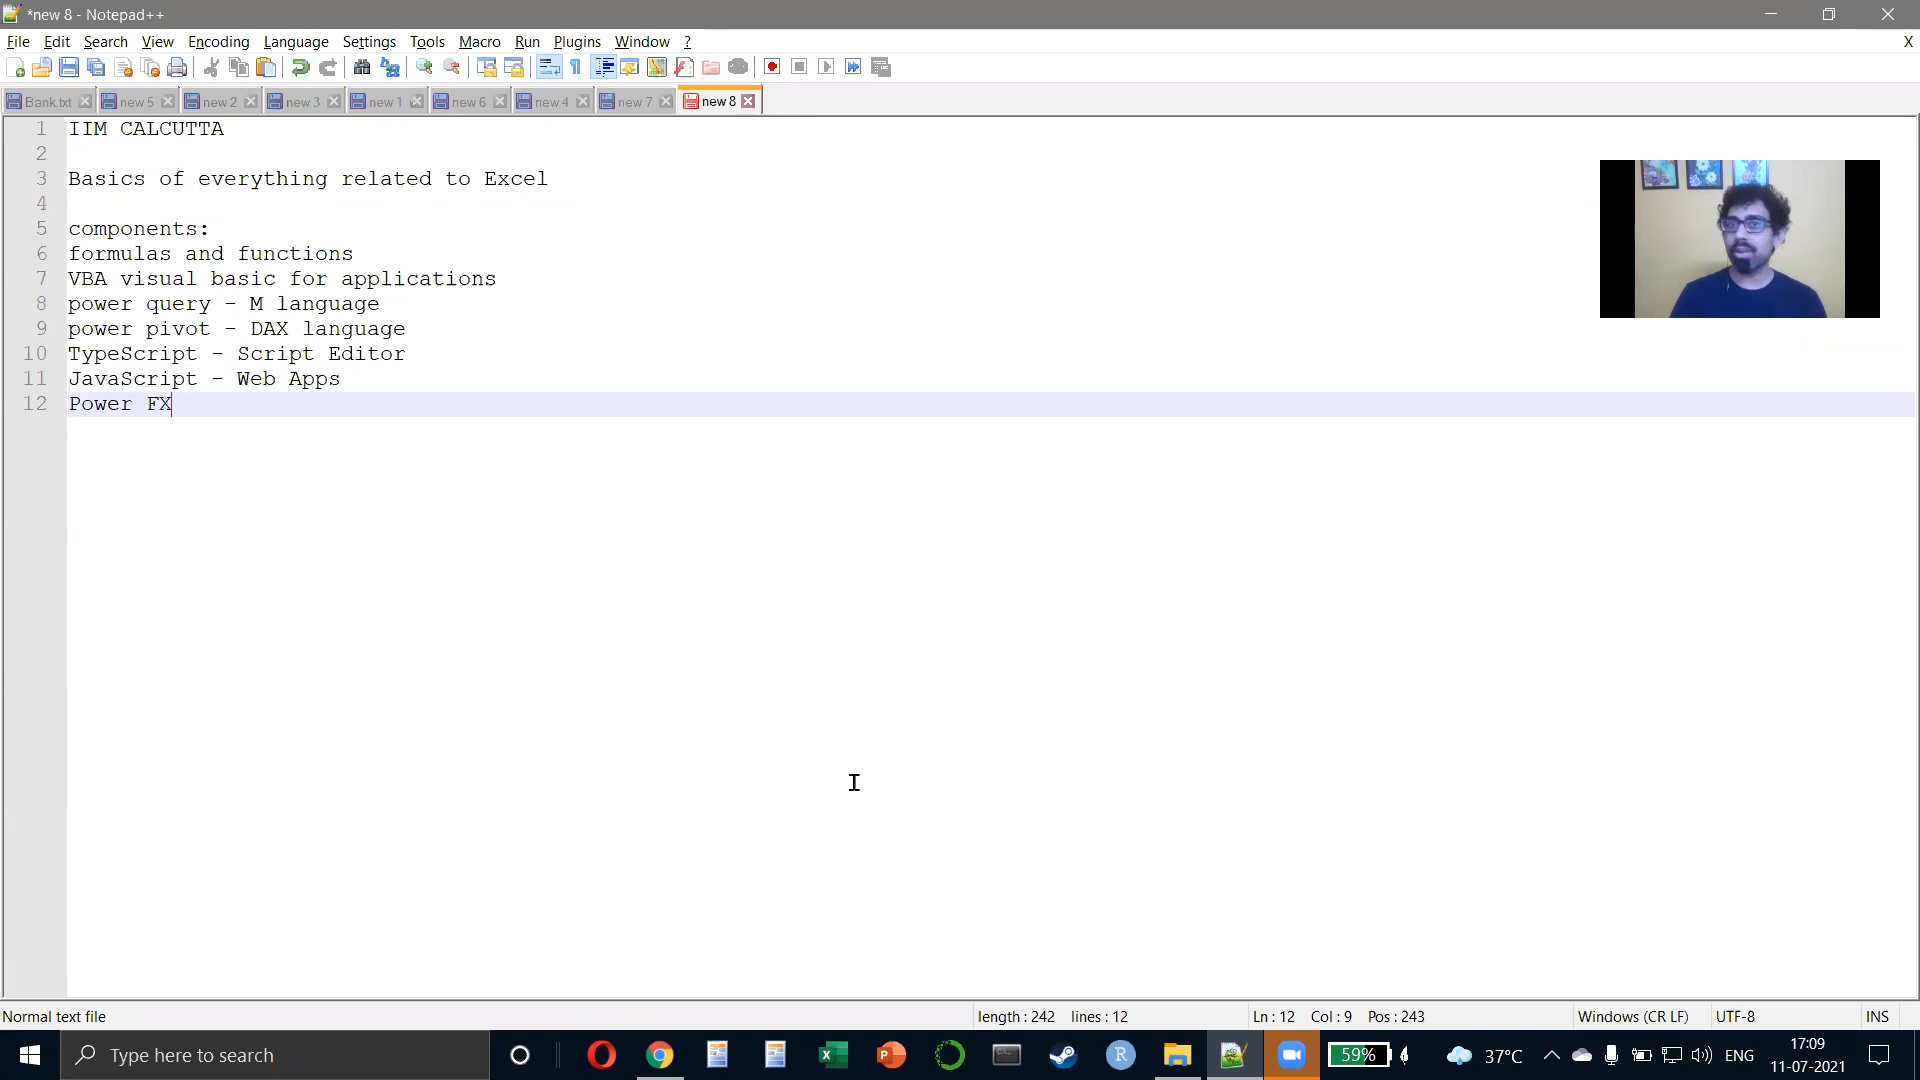 *new 8 - Notepad++
File Edit Search View Encoding Language Settings Tools Macro Run Plugins Window ? X
Bank.txt new 5 new 2 new 3 new 1 new 6 new 4 new 7 new 8
1 IIM CALCUTTA
2
3 Basics of everything related to Excel
4
5 components:
6 formulas and functions
7 VBA visual basic for applications
8 power query - M language
9 power pivot - DAX language
10 TypeScript - Script Editor
11 JavaScript - Web Apps
12 Power FX
Normal text file length : 242 lines : 12 Ln : 12 Col : 9 Pos : 243 Windows (CR LF) UTF-8 INS
Type here to search 59% 37°C ENG 17:09
11-07-2021